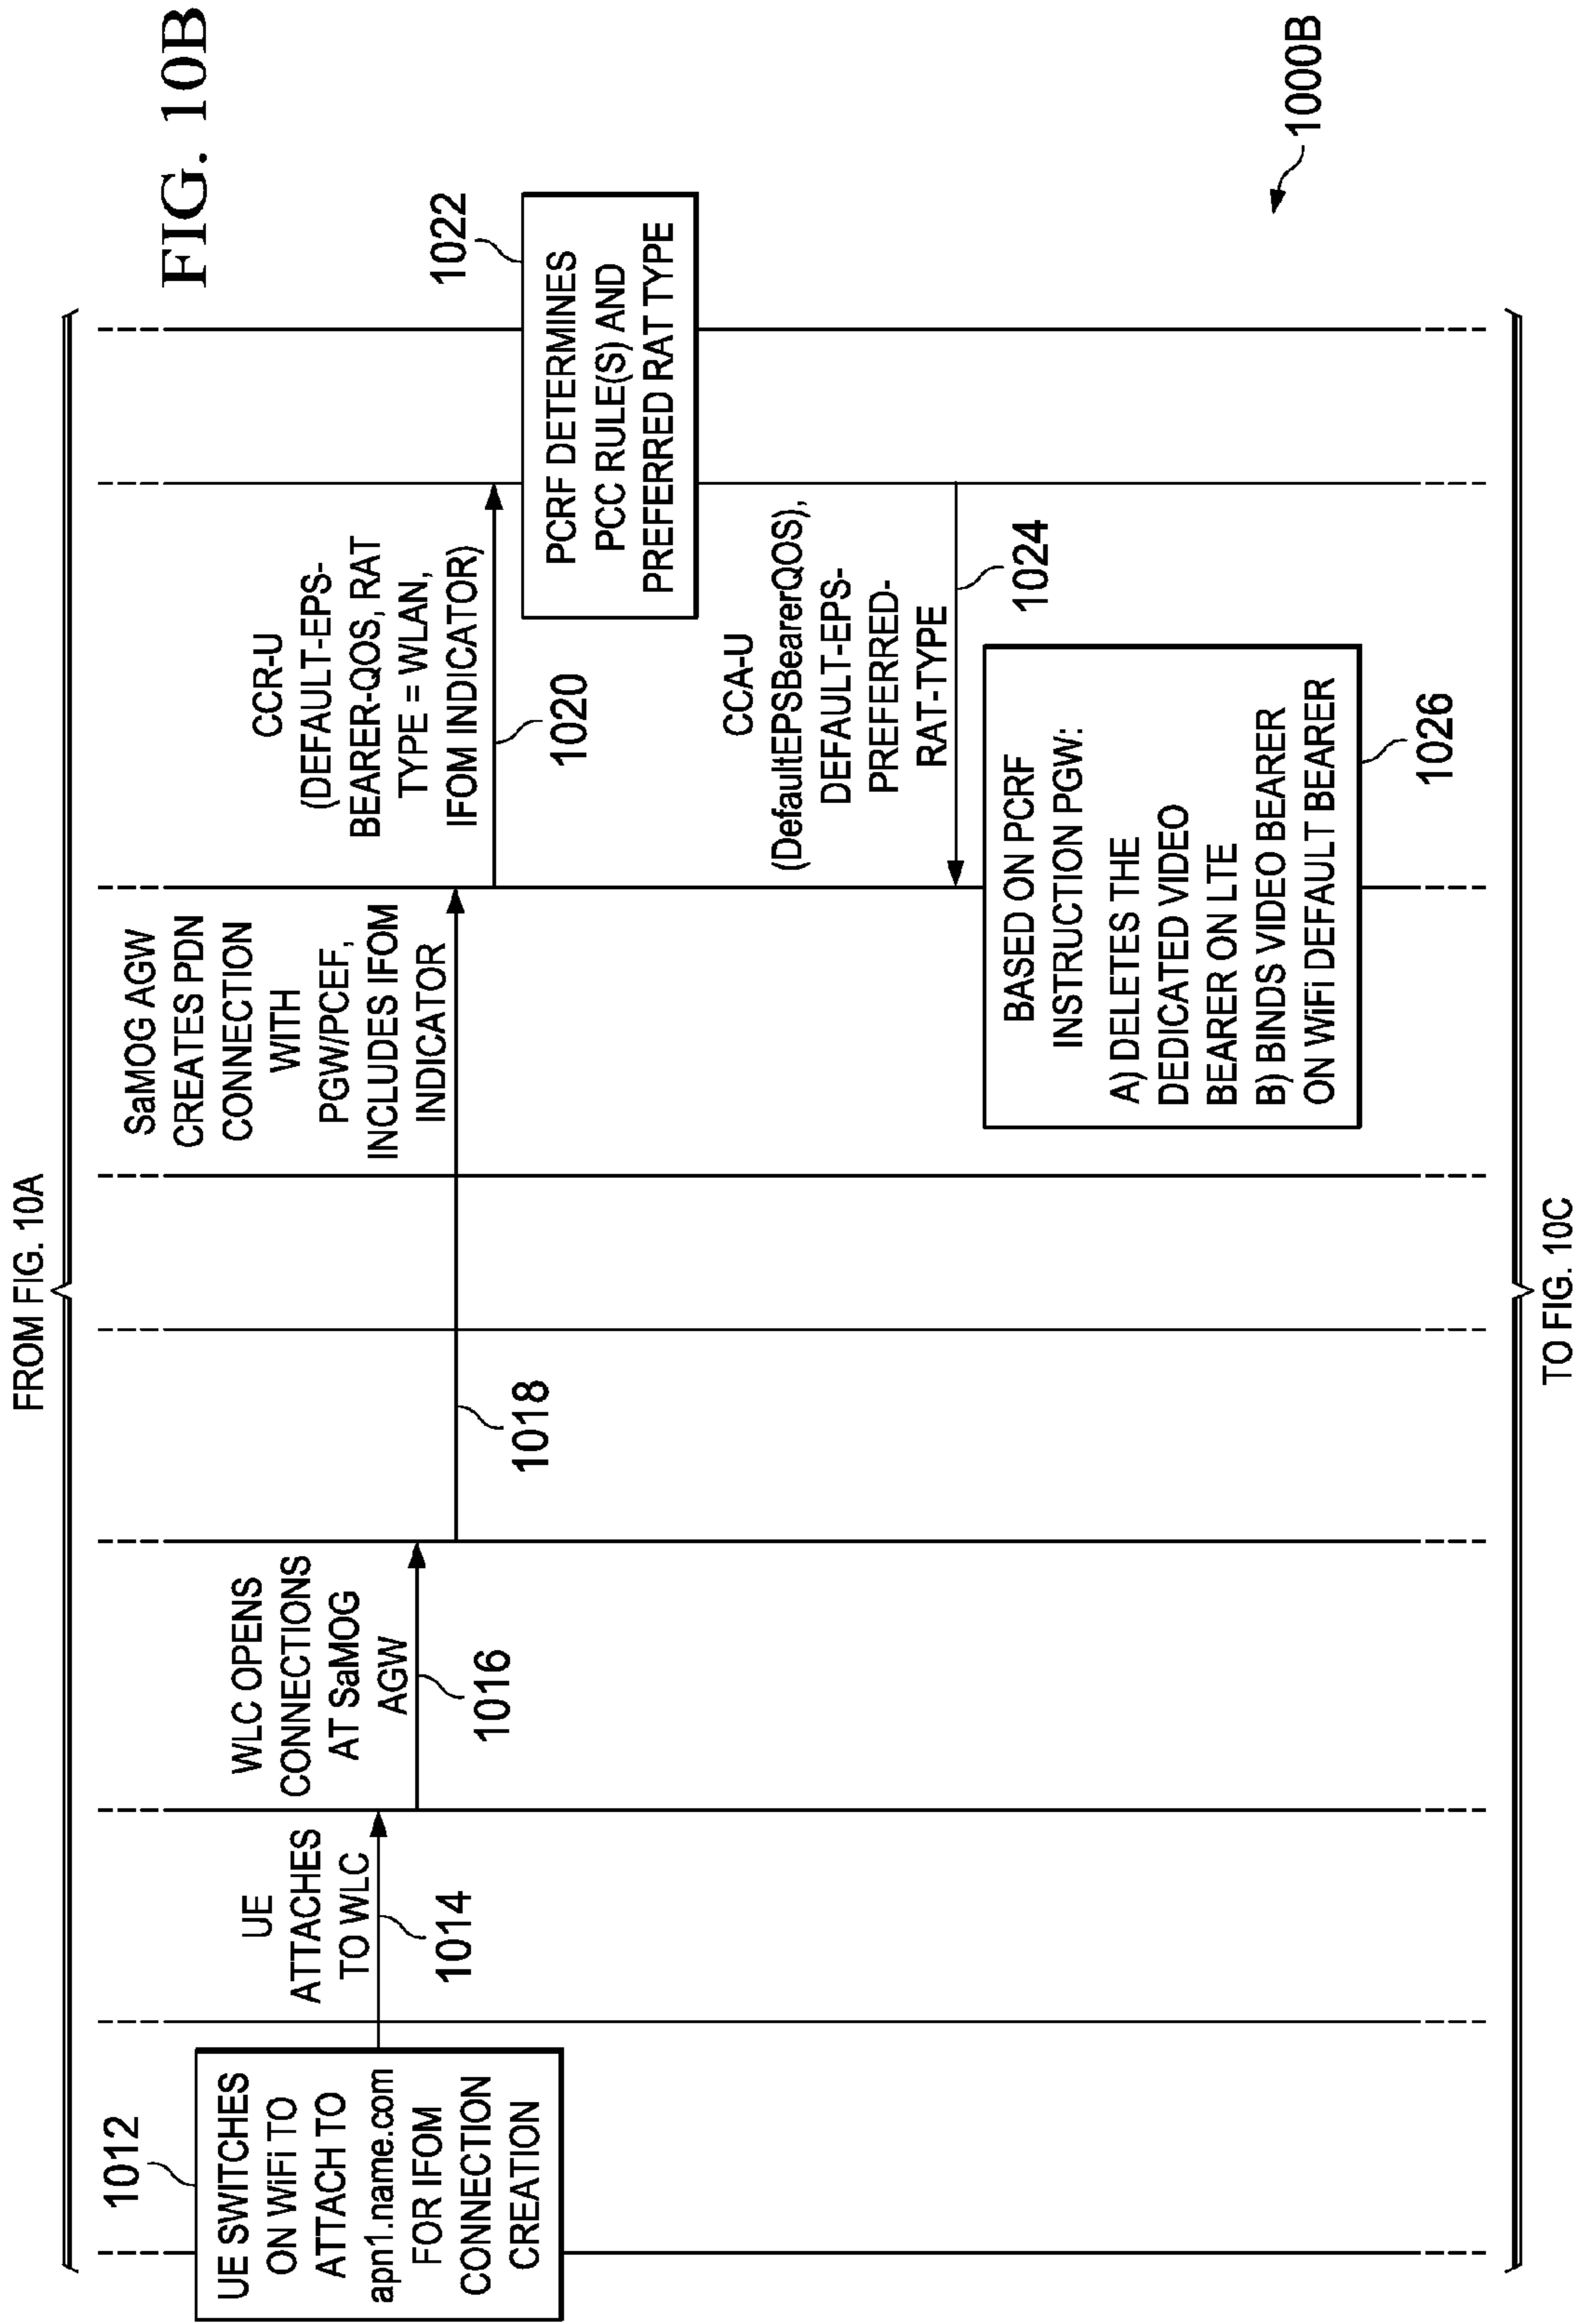 FROM FIG. 10A
FIG. 10B
1012
UE SWITCHES
ON WiFi TO
ATTACH TO
apn1.name.com
FOR IFOM
CONNECTION
CREATION
UE
ATTACHES
TO WLC
1014
WLC OPENS
CONNECTIONS
AT SaMOG
AGW
1016
SaMOG AGW
CREATES PDN
CONNECTION
WITH
PGW/PCEF,
INCLUDES IFOM
INDICATOR
1018
CCR-U
(DEFAULT-EPS-
BEARER-QOS, RAT
TYPE = WLAN,
IFOM INDICATOR)
1020
1022
PCRF DETERMINES
PCC RULE(S) AND
PREFERRED RAT TYPE
CCA-U
(DefaultEPSBearerQOS),
DEFAULT-EPS-
PREFERRED-
RAT-TYPE
1024
BASED ON PCRF
INSTRUCTION PGW:
A) DELETES THE
DEDICATED VIDEO
BEARER ON LTE
B) BINDS VIDEO BEARER
ON WiFi DEFAULT BEARER
1026
1000B
TO FIG. 10C